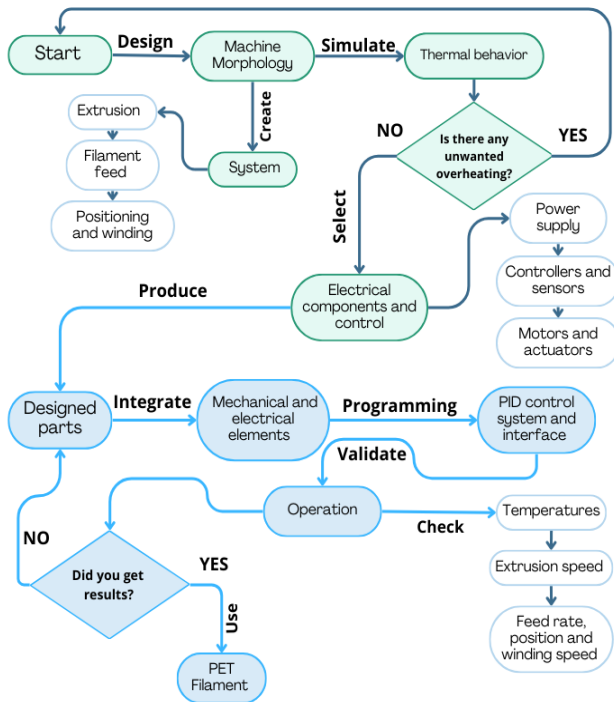 Start
Design
Machine
Morphology
Simulate
Thermal behavior
Create
Extrusion
Filament
feed
Positioning
and winding
System
NO
Is there any
unwanted
overheating?
YES
Select
Power
supply
Controllers and
sensors
Motors and
actuators
Electrical
components and
control
Produce
Designed
parts
Integrate
Mechanical and
electrical
elements
Programming
PID control
system and
interface
Validate
Operation
Check
Temperatures
Extrusion speed
Feed rate,
position and
winding speed
NO
Did you get
results?
YES
Use
PET
Filament